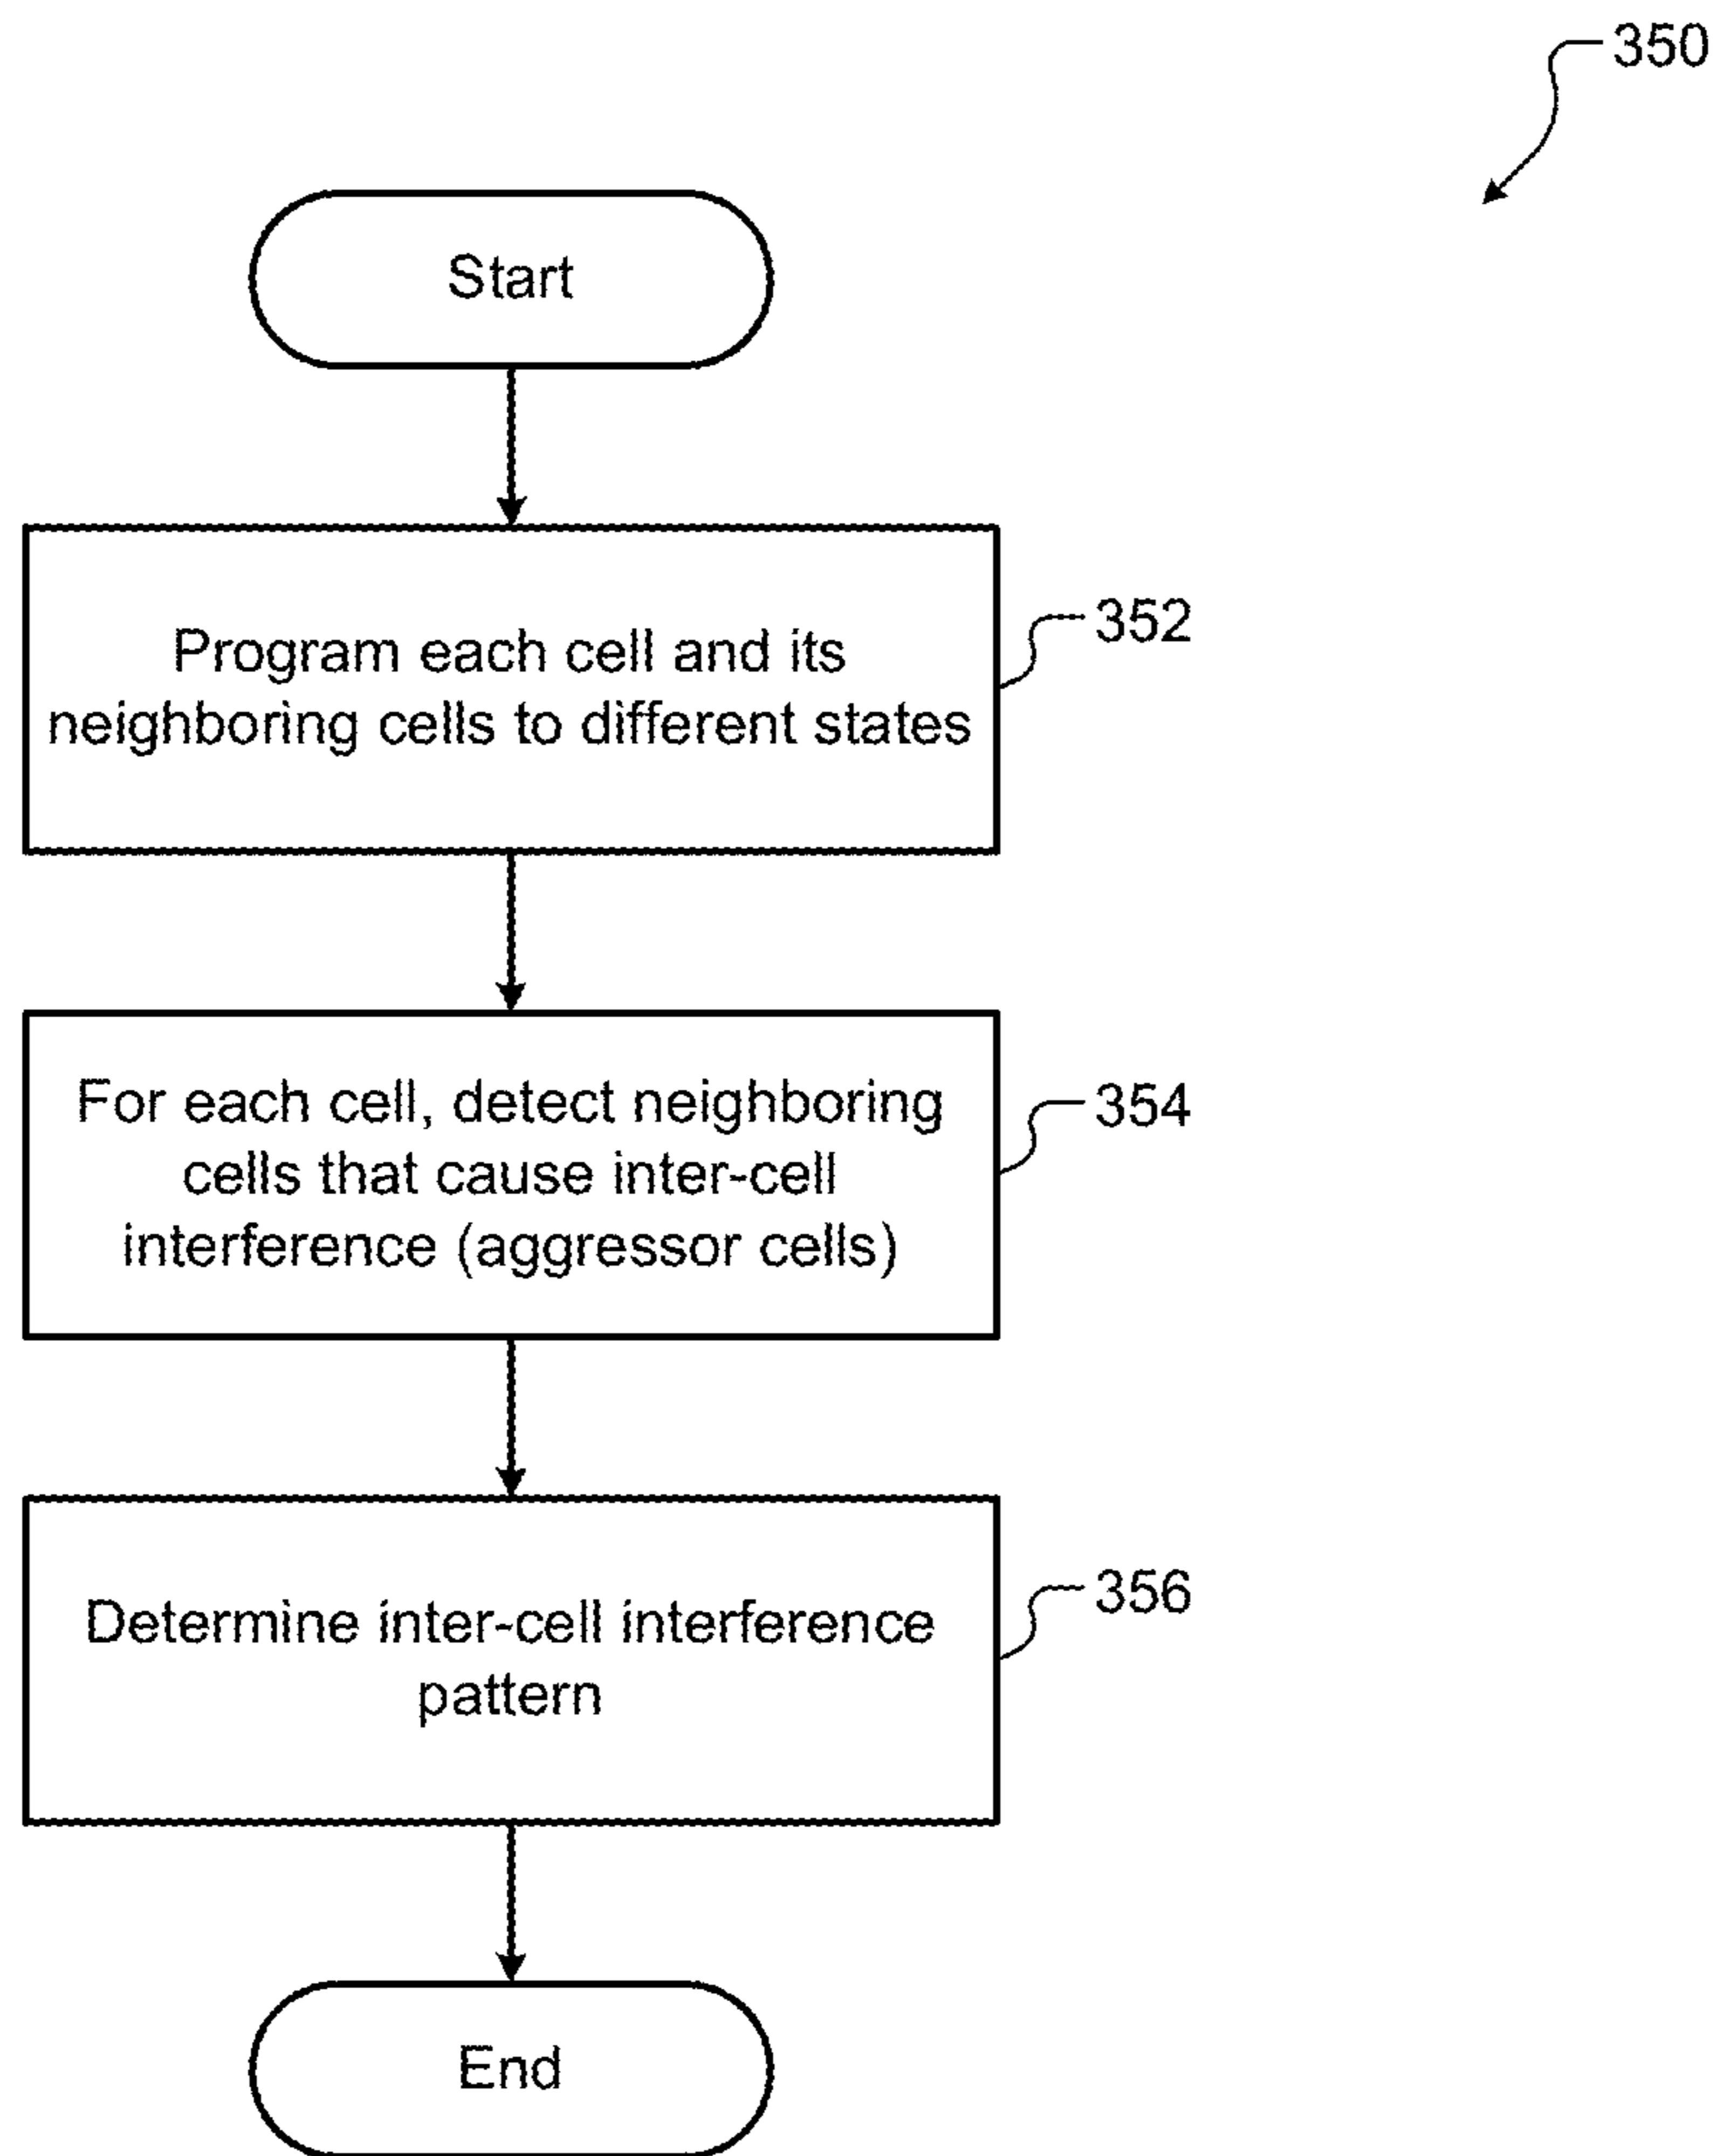 350
Start
Program each cell and its
neighboring cells to different states
352
For each cell, detect neighboring
cells that cause inter-cell
interference (aggressor cells)
354
Determine inter-cell interference
pattern
356
End